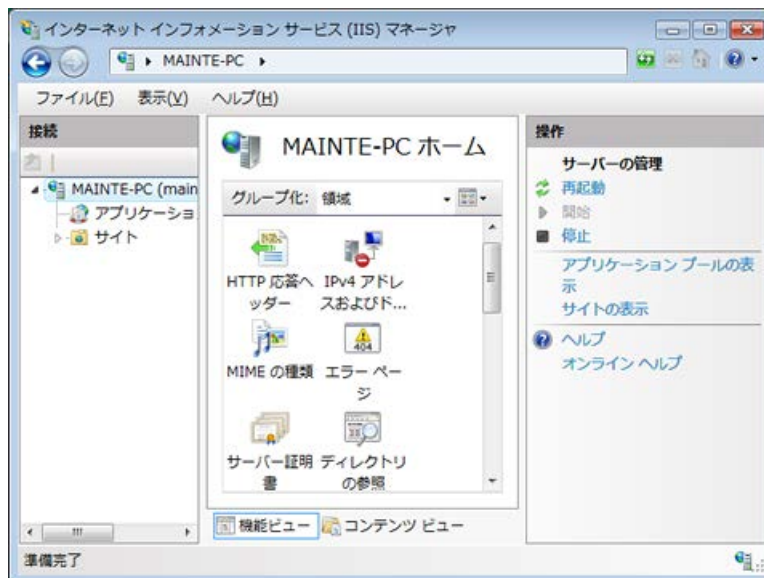 インターネット インフォメーション サービス (IIS) マネージャ
MAINTE-PC
ファイル(F) 表示(V) ヘルプ(H)
接続
MAINTE-PC (main
アプリケーショ
サイト
MAINTE-PC ホーム
グループ化: 領域
HTTP 応答ヘ
ッダー
IPv4 アドレ
スおよびド...
MIME の種類
404
エラー ペー
ジ
サーバー証明
書
ディレクトリ
の参照
機能ビュー コンテンツ ビュー
操作
サーバーの管理
再起動
開始
停止
アプリケーション プールの表
示
サイトの表示
ヘルプ
オンライン ヘルプ
準備完了